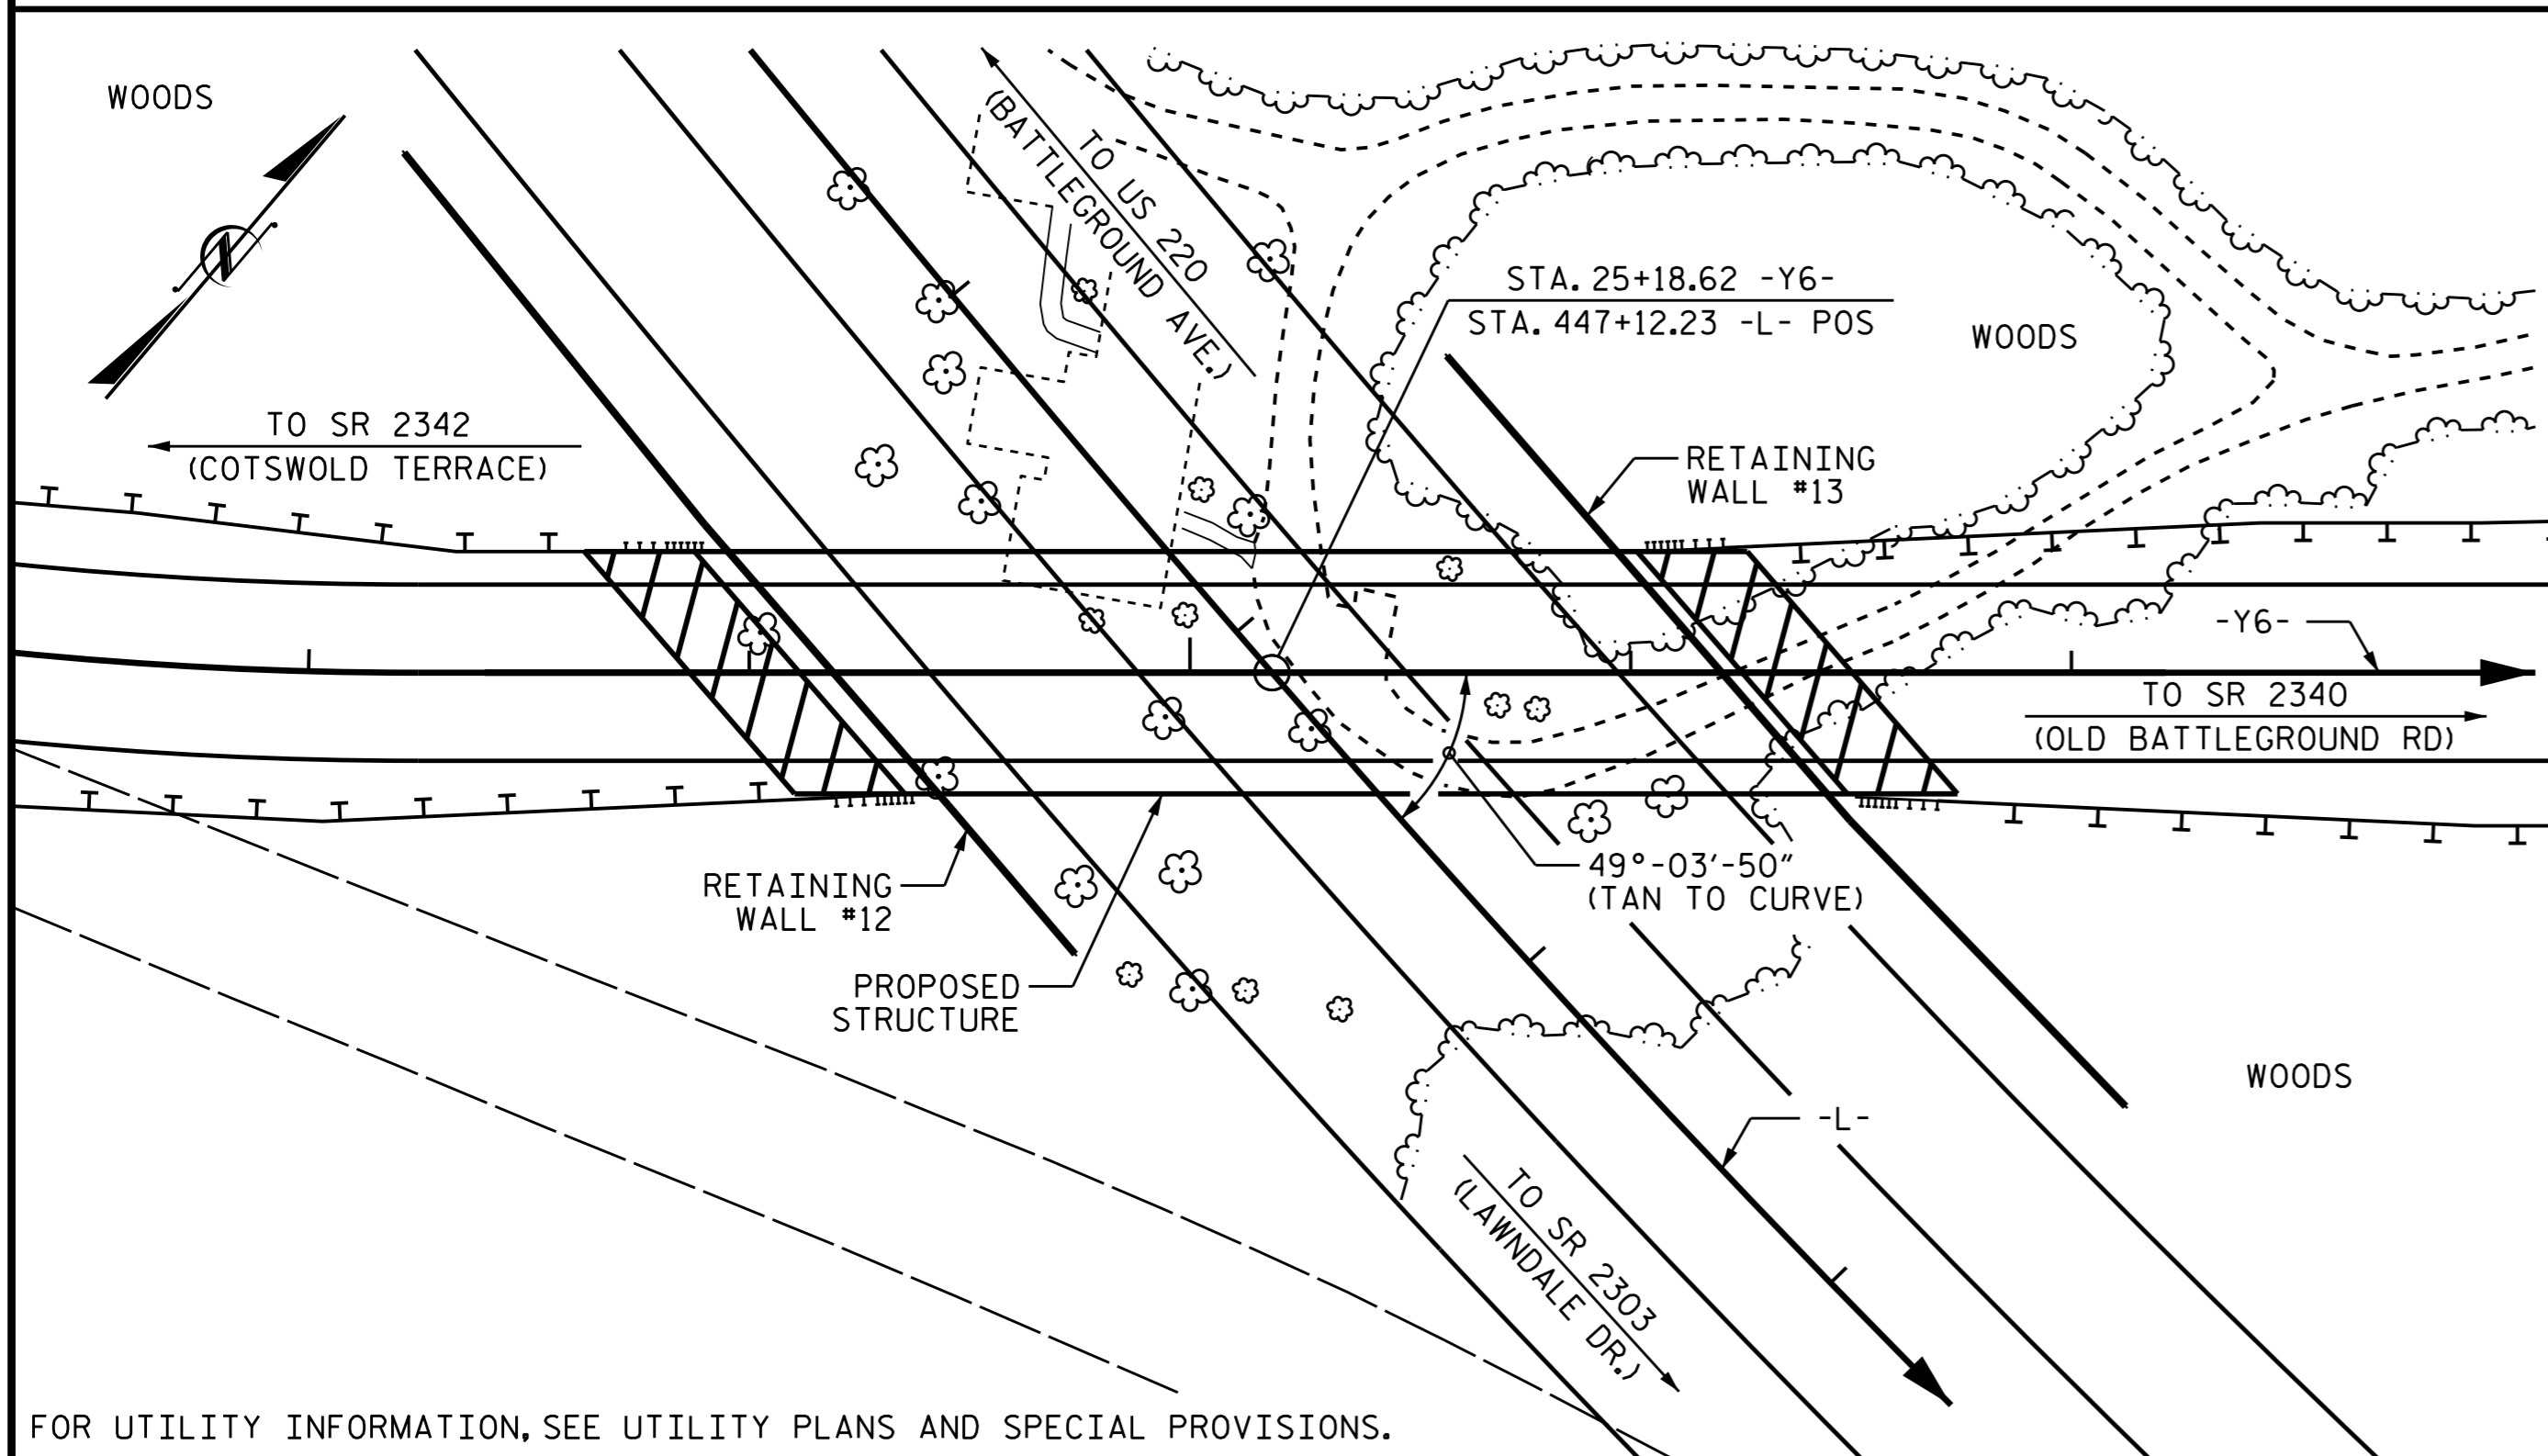 WOODS
TO US 220
(BATTLEGROUND AVE.)
N
STA. 25+18.62 -Y6-
STA. 447+12.23 -L- POS
WOODS
TO SR 2342
(COTSWOLD TERRACE)
RETAINING
WALL #13
-Y6-
TO SR 2340
(OLD BATTLEGROUND RD)
49°-03'-50"
(TAN TO CURVE)
RETAINING
WALL #12
PROPOSED
STRUCTURE
WOODS
-L-
TO SR 2303
(LAWNDALE DR.)
FOR UTILITY INFORMATION, SEE UTILITY PLANS AND SPECIAL PROVISIONS.